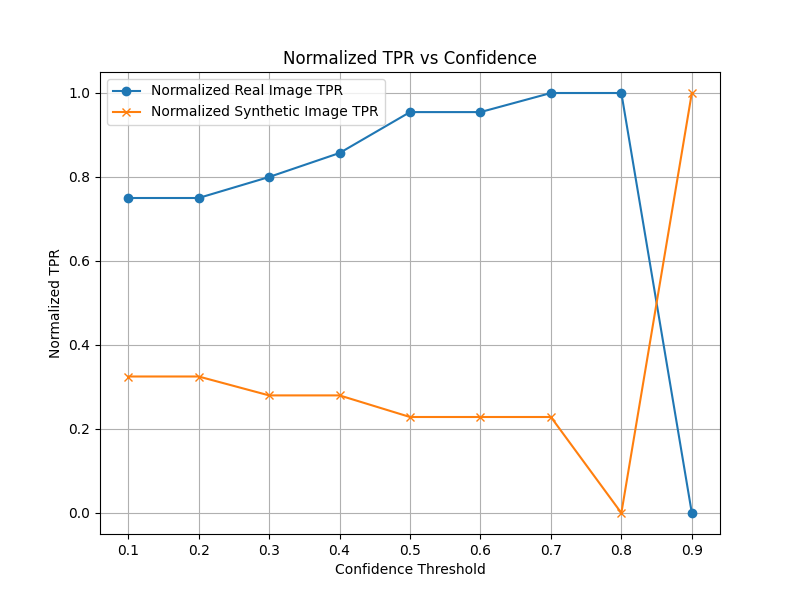 Normalized TPR vs Confidence
Normalized Real Image TPR
Normalized Synthetic Image TPR
Normalized TPR
1.0
0.8
0.6
0.4
0.2
0.0
0.1 0.2 0.3 0.4 0.5 0.6 0.7 0.8 0.9
Confidence Threshold